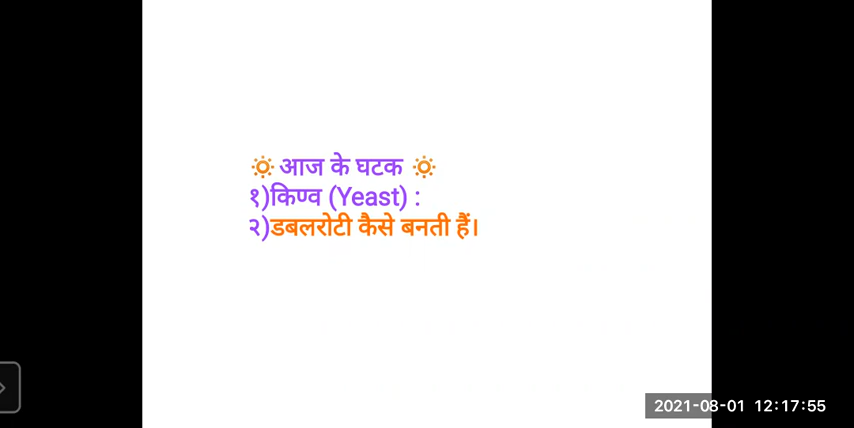 🔅 आज के घटक 🔅
१)किण्व (Yeast) :
२)डबलरोटी कैसे बनती हैं।
2021-08-01 12:17:55